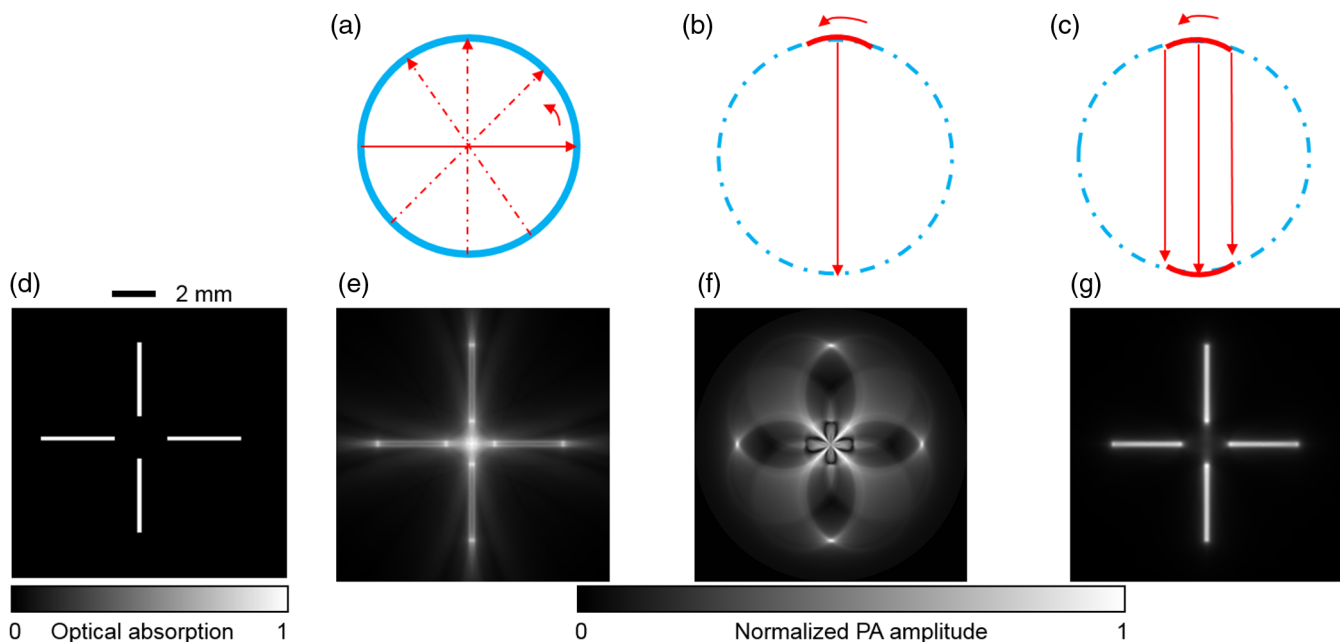 (a)
(b)
(c)
(d)
2 mm
(e)
(f)
(g)
0 Optical absorption 1
0 Normalized PA amplitude 1